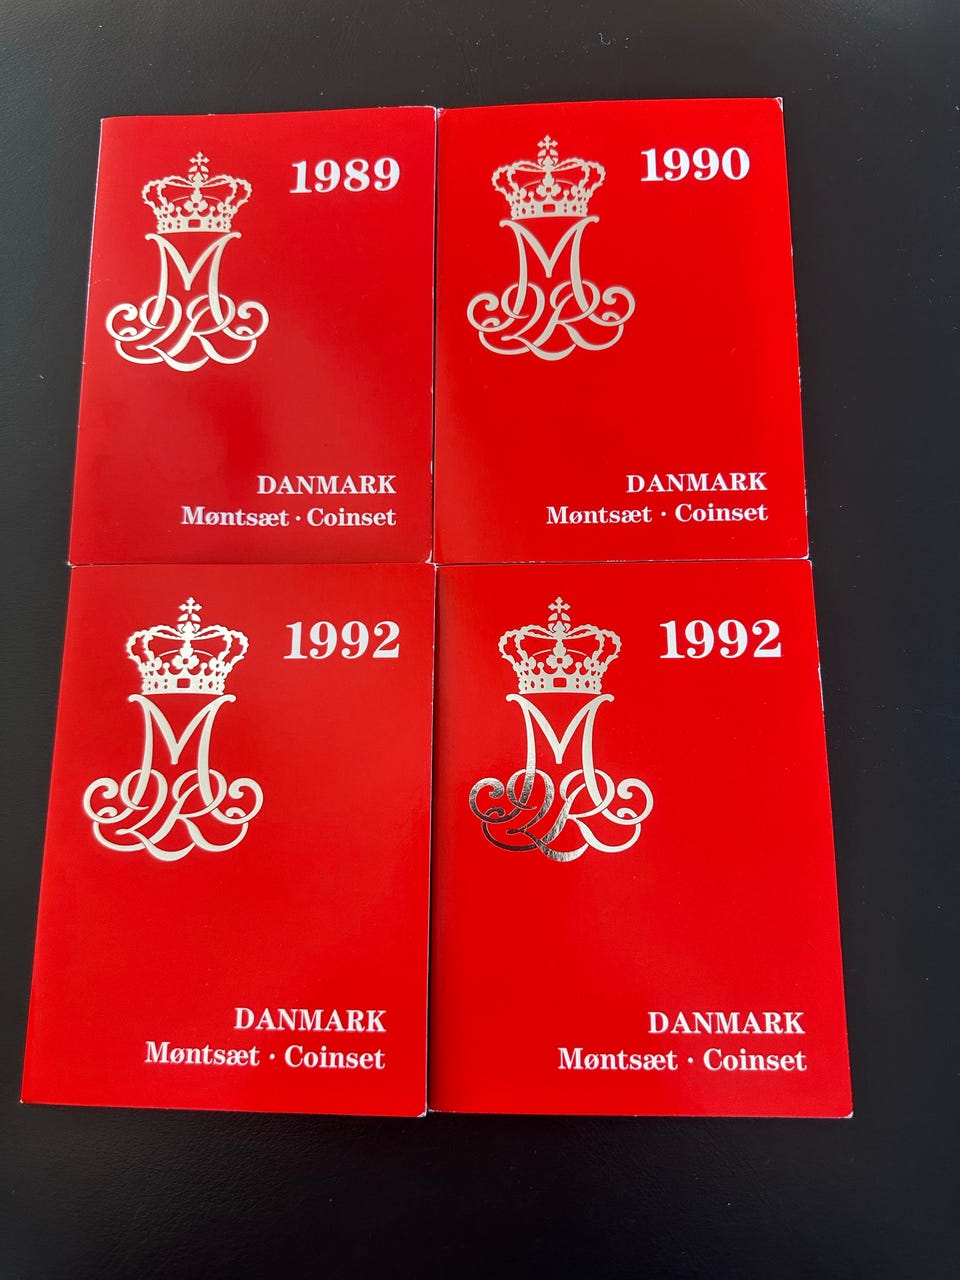 1989
DANMARK
Møntsæt · Coinset
1990
DANMARK
Møntsæt · Coinset
1992
DANMARK
Møntsæt · Coinset
1992
DANMARK
Møntsæt · Coinset